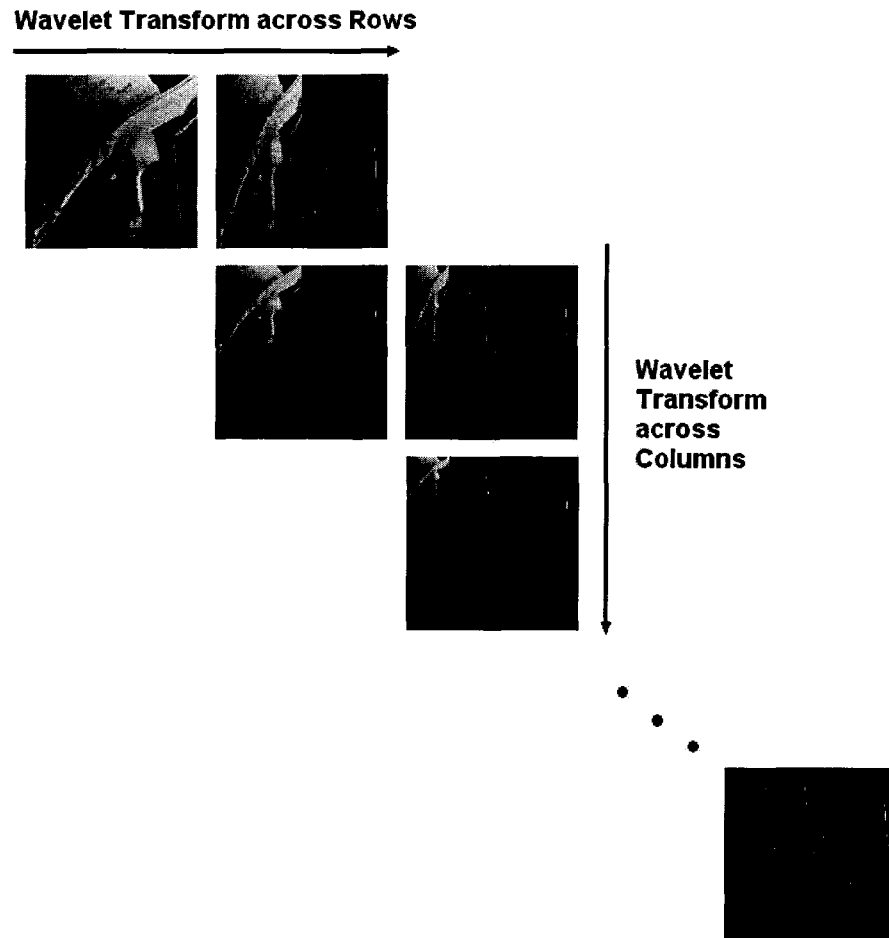 Wavelet Transform across Rows
Wavelet
Transform
across
Columns